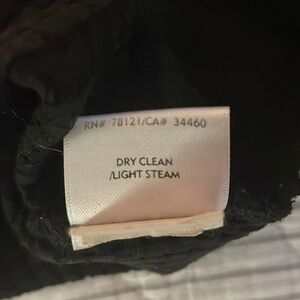 RN# 78121/CA# 34460
DRY CLEAN
/LIGHT STEAM